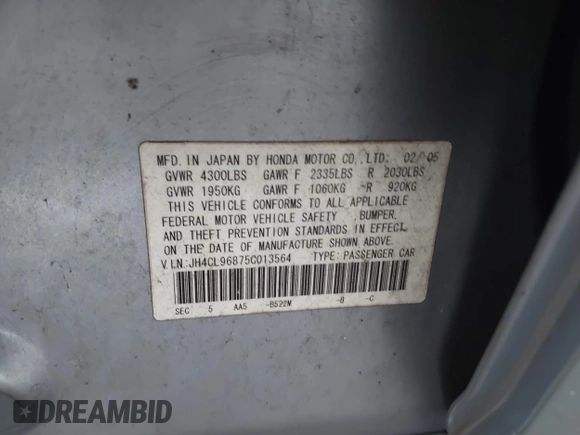 MFD. IN JAPAN BY HONDA MOTOR CO.,LTD. 02/05
GVWR 4300LBS GAWR F 2335LBS R 2030LBS
GVWR 1950KG GAWR F 1060KG R 920KG
THIS VEHICLE CONFORMS TO ALL APPLICABLE
FEDERAL MOTOR VEHICLE SAFETY , BUMPER,
AND THEFT PREVENTION STANDARDS IN EFFECT
ON THE DATE OF MANUFACTURE SHOWN ABOVE.
V.I.N:JH4CL96875C013564 TYPE: PASSENGER CAR
SEC 5 AA5 -B522M -B -C
DREAMBID